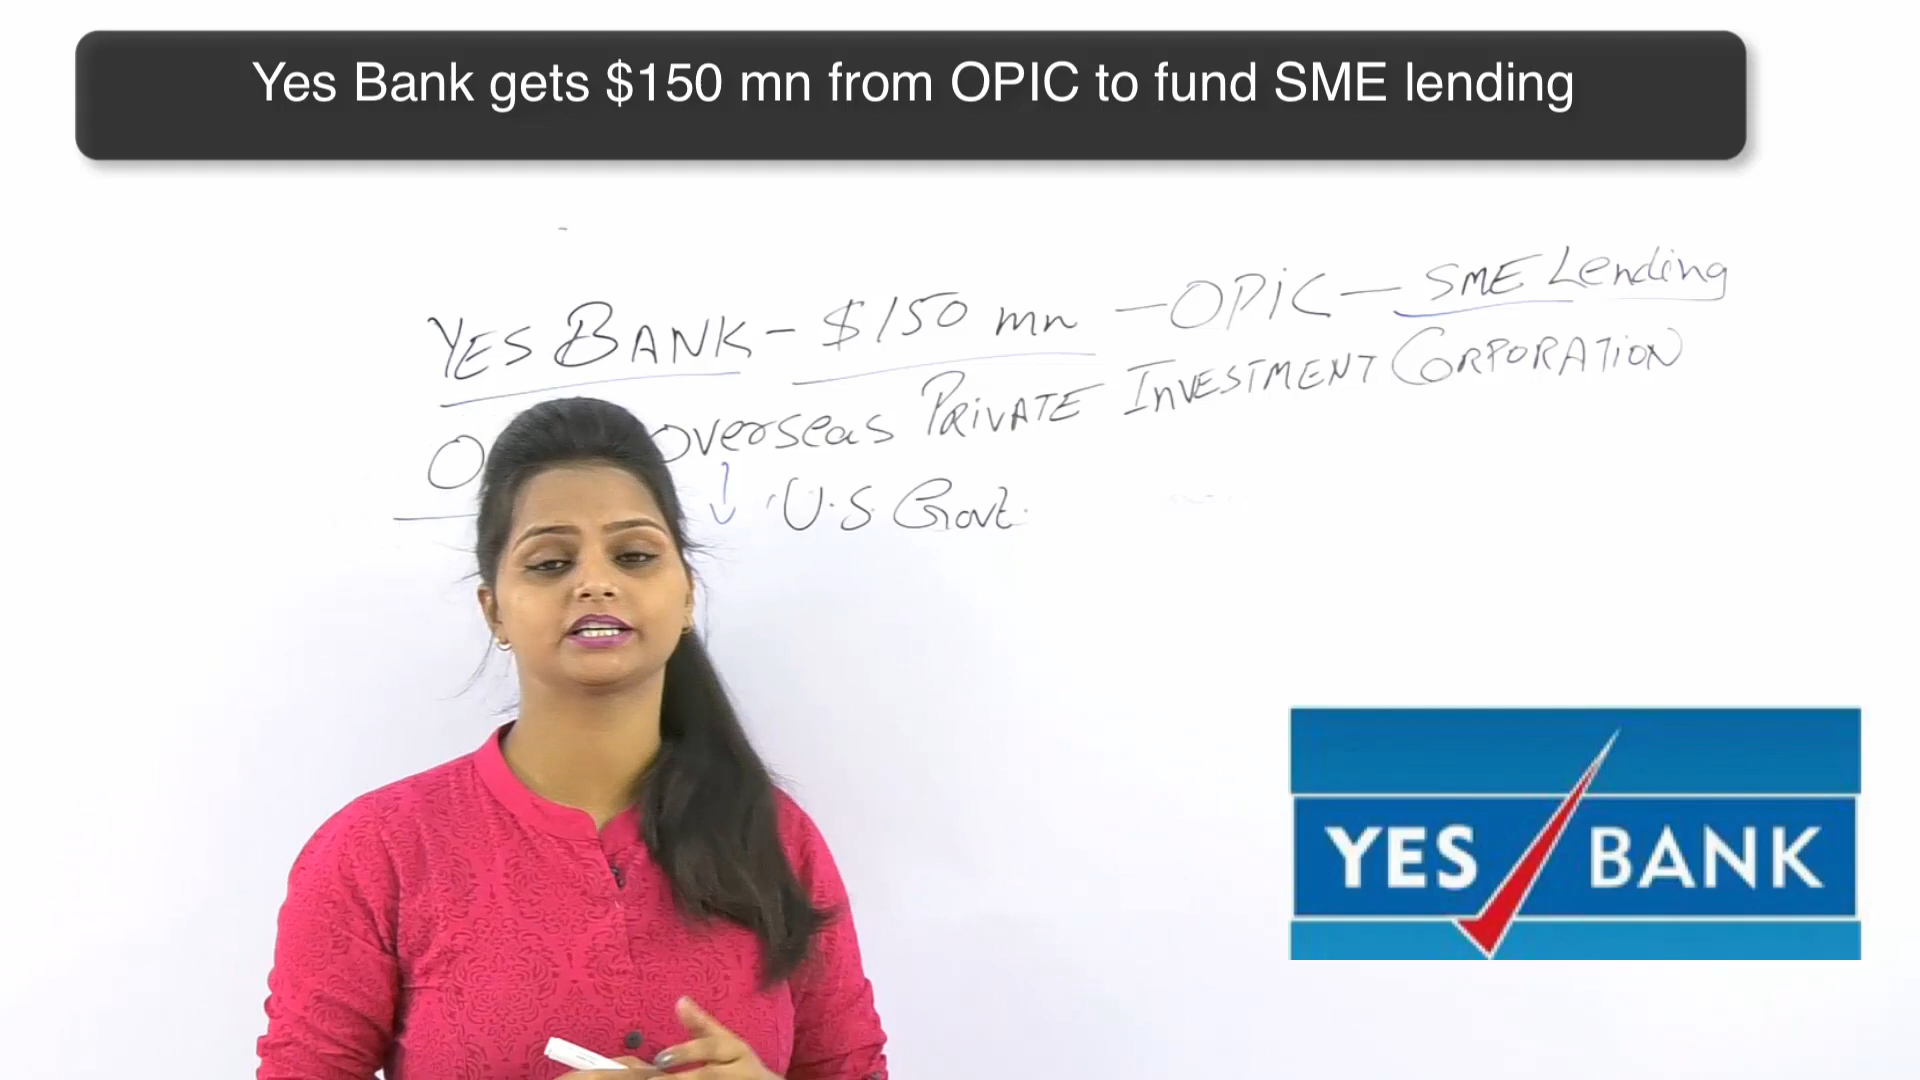 Yes Bank gets $150 mn from OPIC to fund SME lending
YES BANK - $150 mn - OPIC - SME Lending
Overseas PRIVATE INVESTMENT CORPORATION
U.S Govt.
YES BANK